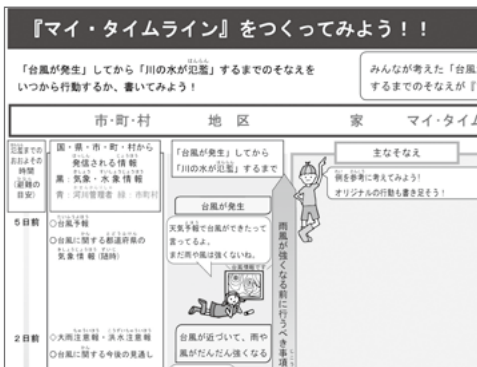 『マイ・タイムライン』をつくってみよう！！
「台風が発生」してから「川の水が氾濫」するまでのそなえを
いつから行動するか、書いてみよう！
みんなが考えた「台風
するまでのそなえが『
市・町・村　地　区　家　マイ・タイム
氾濫までの
おおよその
時間
(避難の
目安)
国・県・市・町・村から
発信される情報
黒：気象・水象情報
青：河川管理者 緑：市町村
「台風が発生」してから
「川の水が氾濫」するまで
主なそなえ
例を参考に考えてみよう！
オリジナルの行動も書き足そう！
台風が発生
5日前
○台風予報
○台風に関する都道府県の
気象情報(随時)
天気予報で台風ができたって
言ってるよ。
まだ雨や風は強くないね。
台風情報です
雨風が強くなる前に行うべき事項
2日前
◇大雨注意報・洪水注意報
○台風に関する今後の見通し
台風が近づいて、雨や
風がだんだん強くなる